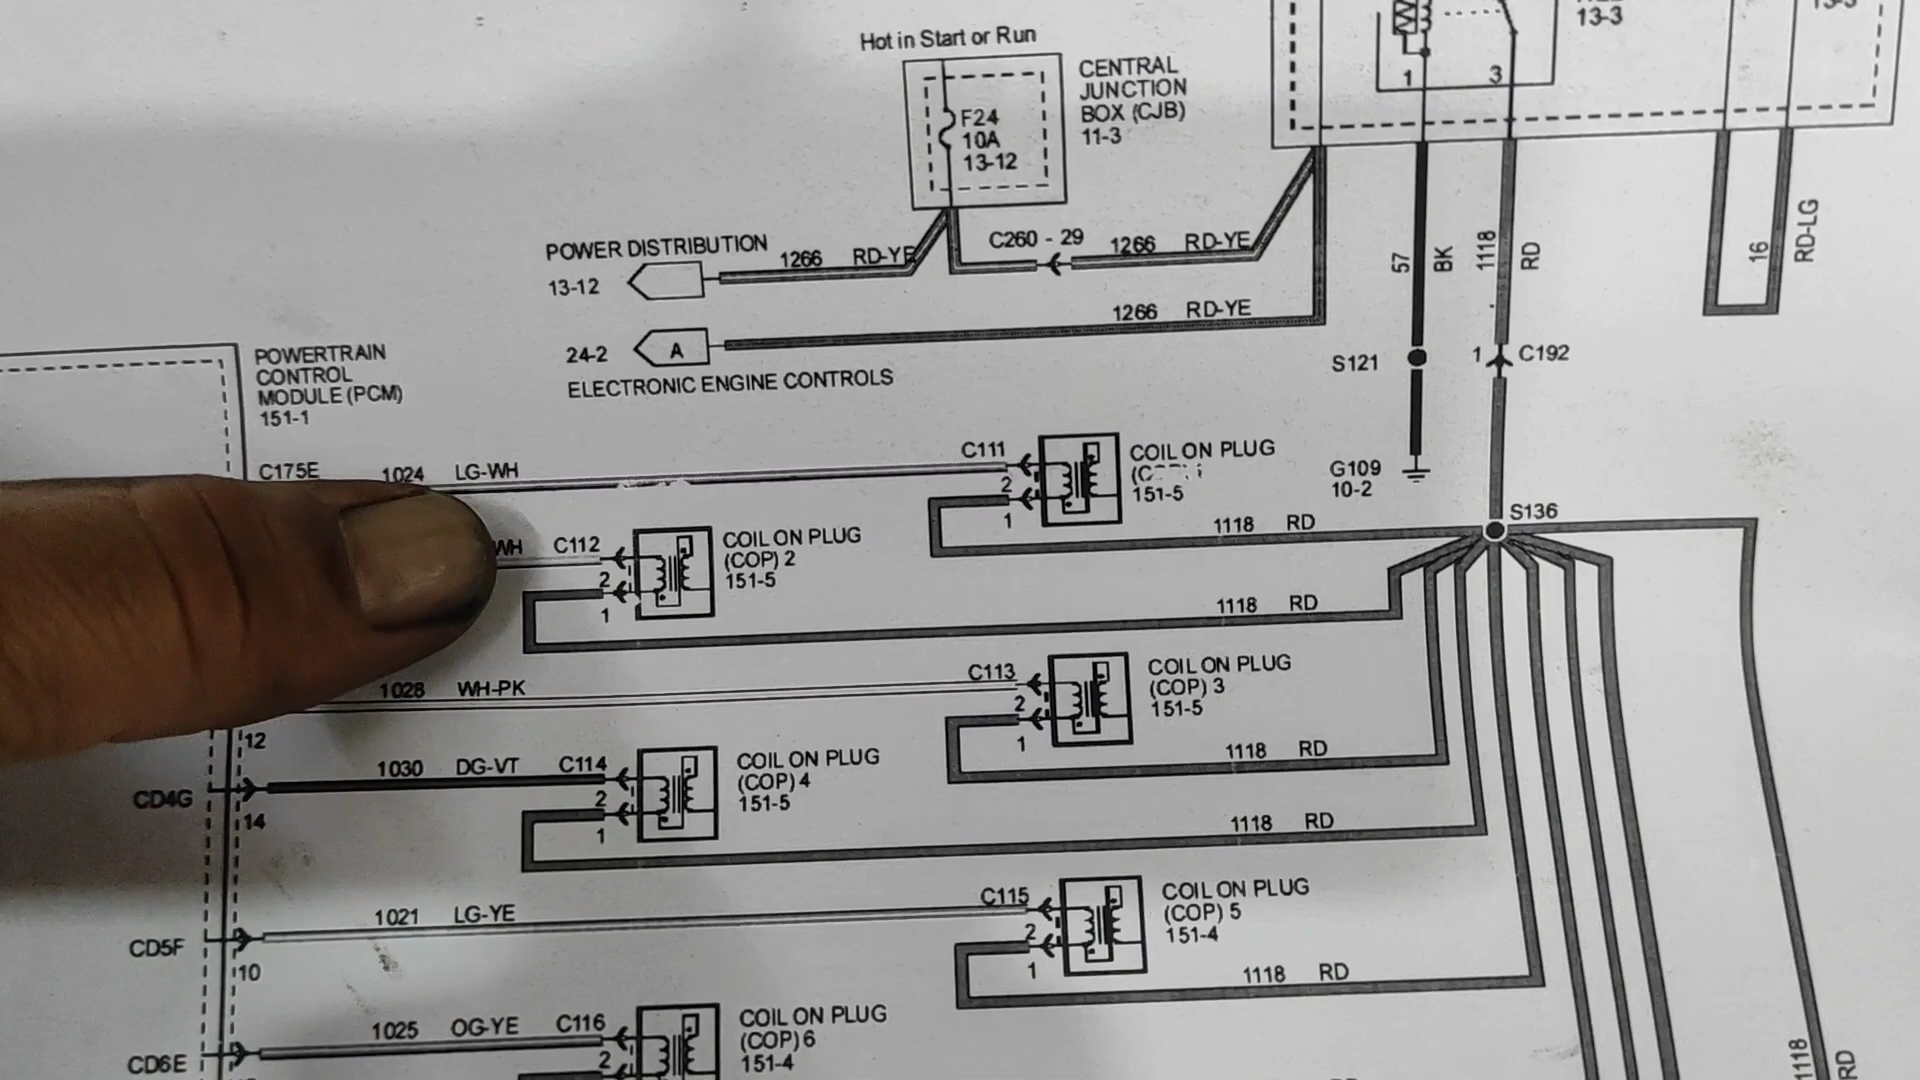 Hot in Start or Run
13-3
CENTRAL
JUNCTION
BOX (CJB)
11-3
F24
10A
13-12
1
3
POWER DISTRIBUTION
13-12
1266 RD-YE
C260 - 29
1266 RD-YE
1266 RD-YE
24-2
A
ELECTRONIC ENGINE CONTROLS
57
BK
1118
RD
16
RD-LG
S121
1
C192
G109
10-2
S136
POWERTRAIN
CONTROL
MODULE (PCM)
151-1
C175E
1024 LG-WH
C111
2
1
COIL ON PLUG
151-5
1118 RD
WH
C112
2
1
COIL ON PLUG
(COP) 2
151-5
1118 RD
1028 WH-PK
C113
2
1
COIL ON PLUG
(COP) 3
151-5
1118 RD
12
CD4G
14
1030 DG-VT
C114
2
1
COIL ON PLUG
(COP) 4
151-5
1118 RD
CD5F
10
1021 LG-YE
C115
2
1
COIL ON PLUG
(COP) 5
151-4
1118 RD
CD6E
1025 OG-YE
C116
2
COIL ON PLUG
(COP) 6
151-4
1118
RD